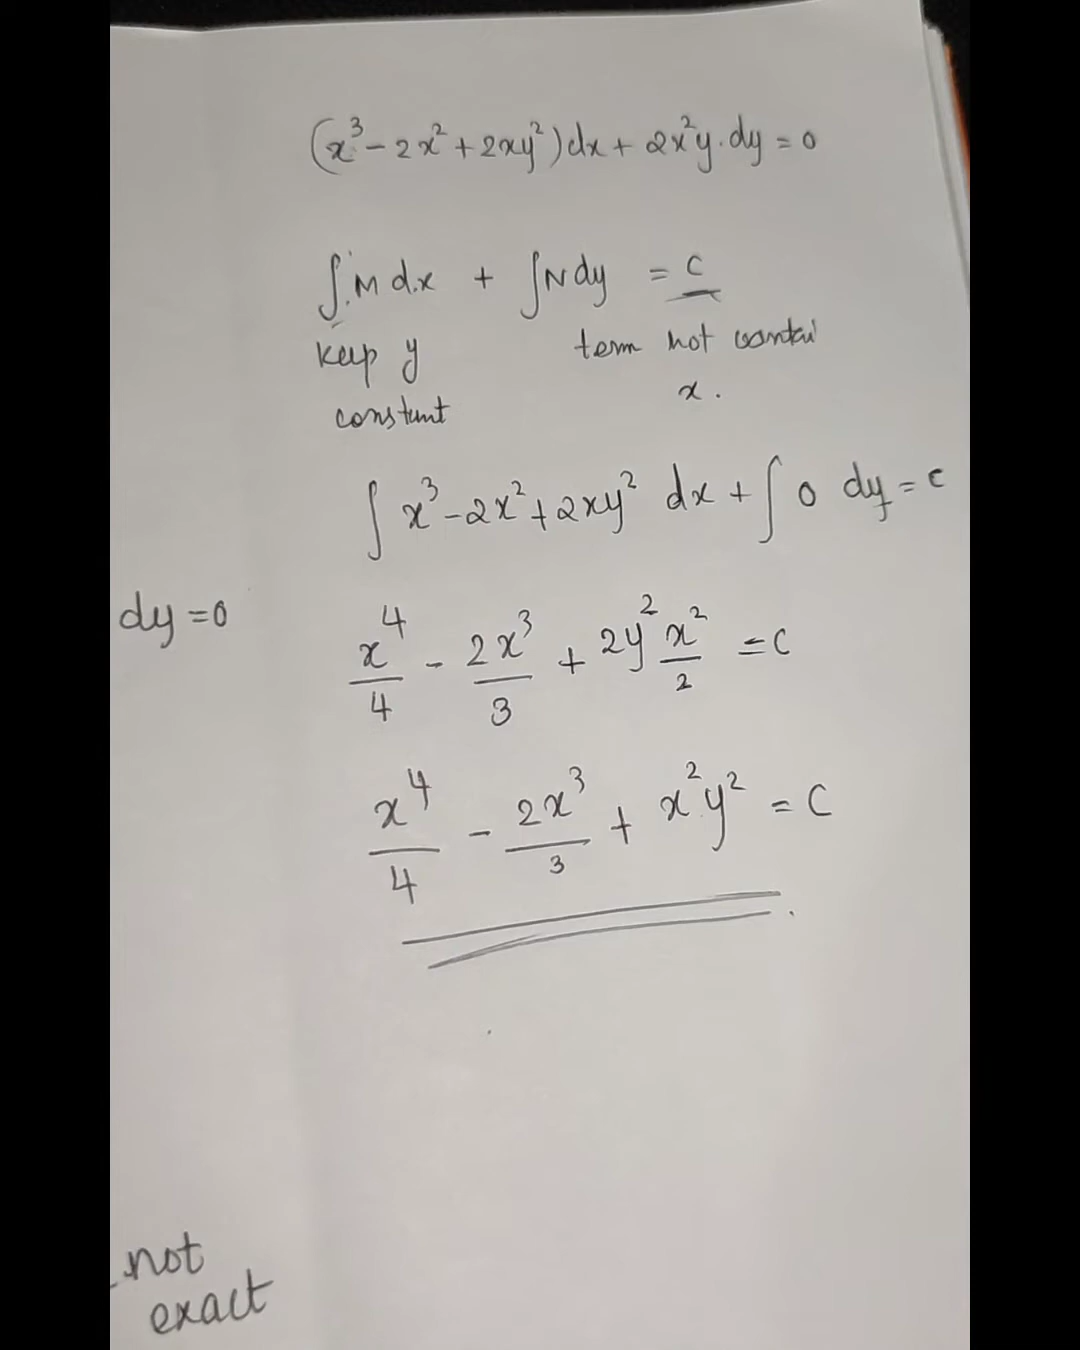 (x³ - 2x² + 2xy²)dx + 2x²y·dy = 0
∫M dx + ∫N dy = c
keep y term not contai
constant x.
∫ x³ - 2x² + 2xy² dx + ∫ 0 dy = c
dy = 0
x⁴/4 - 2x³/3 + 2y² x²/2 = c
x⁴/4 - 2x³/3 + x²y² = C
not
exact